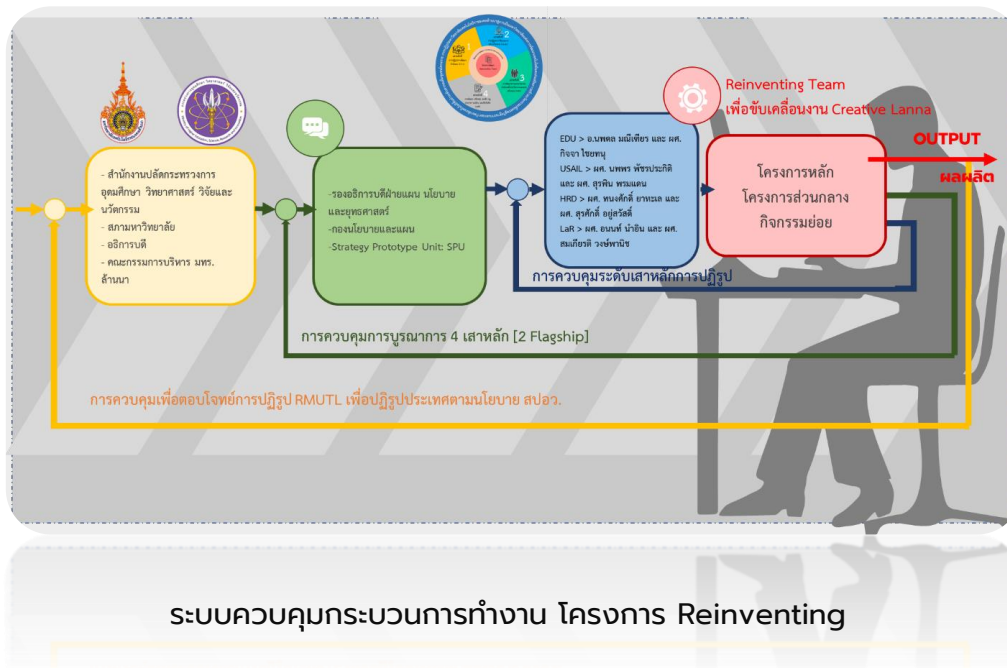 Reinventing Team
เพื่อขับเคลื่อนงาน Creative Lanna
OUTPUT
ผลผลิต
- สำนักงานปลัดกระทรวงการ
อุดมศึกษา วิทยาศาสตร์ วิจัยและ
นวัตกรรม
- สภามหาวิทยาลัย
- อธิการบดี
- คณะกรรมการบริหาร มทร.
ล้านนา
-รองอธิการบดีฝ่ายแผน นโยบาย
และยุทธศาสตร์
-กองนโยบายและแผน
-Strategy Prototype Unit: SPU
EDU > อ.นพดล มณีเฑียร และ ผศ.
กิจจา ไชยทนุ
USAIL > ผศ. นพพร พัชรประกิติ
และ ผศ. สุรพิน พรมแดน
HRD > ผศ. ทนงศักดิ์ ยาทะเล และ
ผศ. สุรศักดิ์ อยู่สวัสดิ์
LaR > ผศ. อนนท์ นำอิน และ ผศ.
สมเกียรติ วงษ์พานิช
โครงการหลัก
โครงการส่วนกลาง
กิจกรรมย่อย
การควบคุมระดับเสาหลักการปฏิรูป
การควบคุมการบูรณาการ 4 เสาหลัก [2 Flagship]
การควบคุมเพื่อตอบโจทย์การปฏิรูป RMUTL เพื่อปฏิรูปประเทศตามนโยบาย สปอว.
ระบบควบคุมกระบวนการทำงาน โครงการ Reinventing